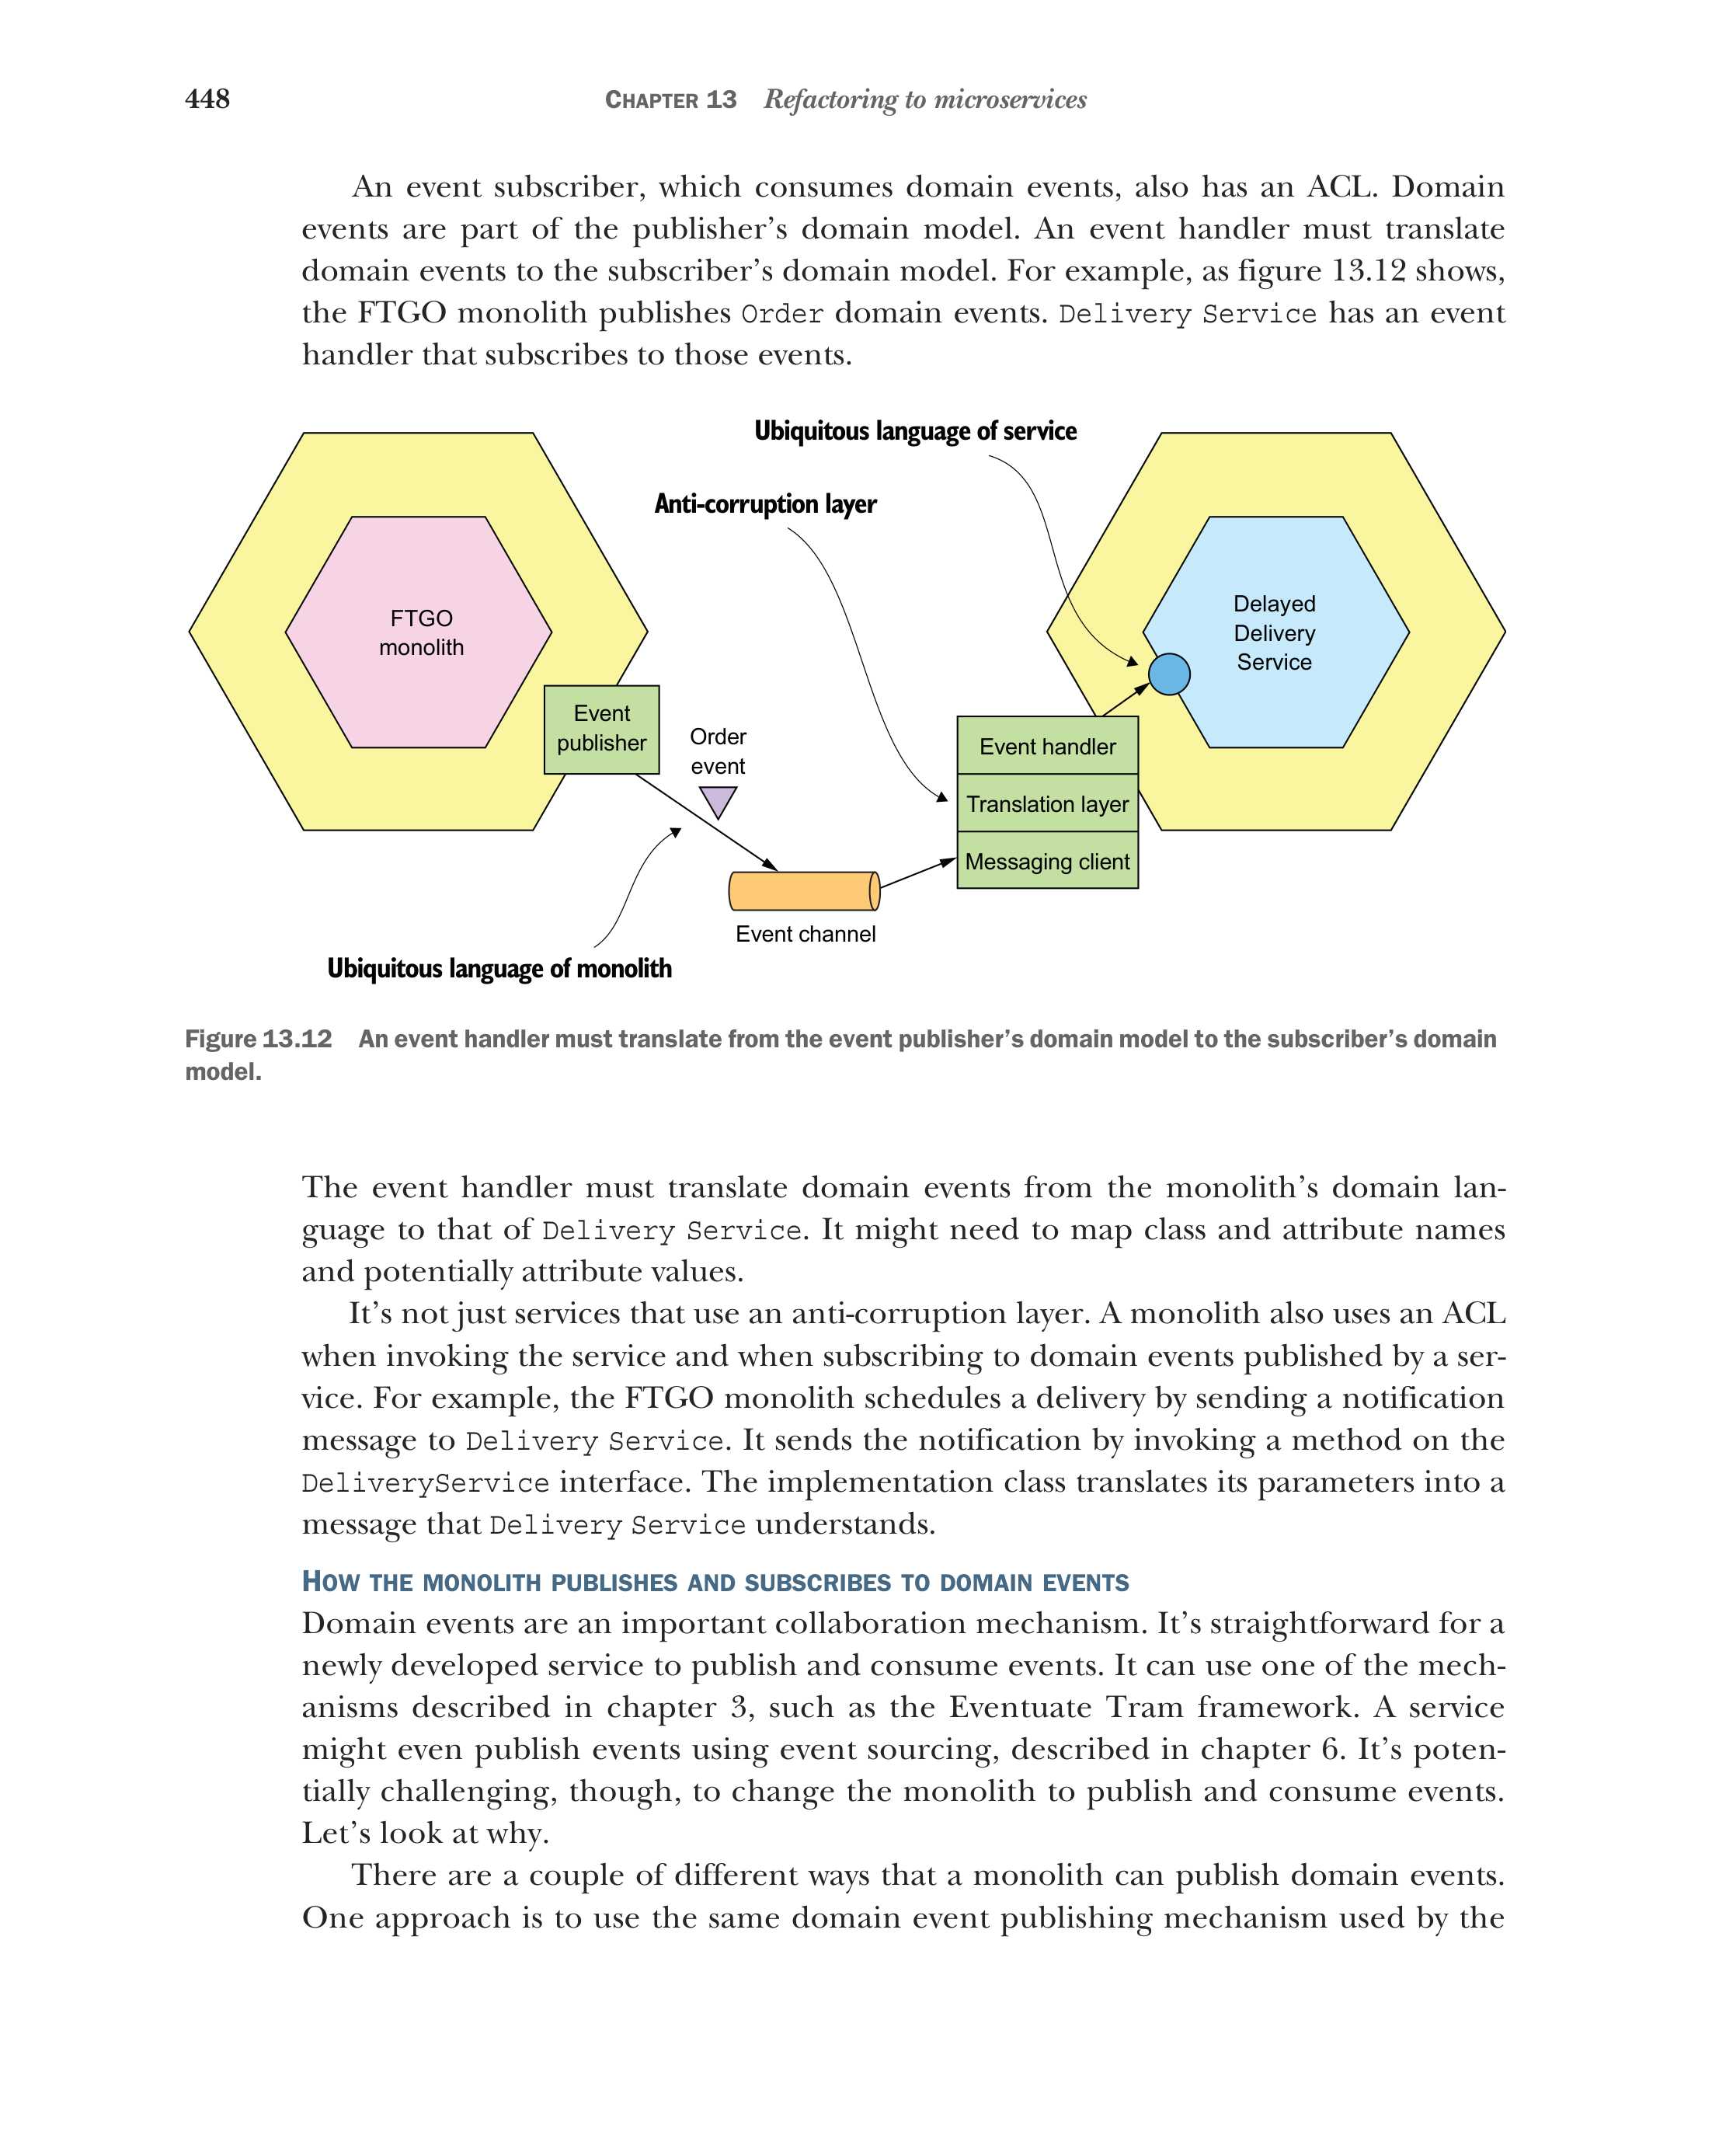 448
CHAPTER 13 Refactoring to microservices
An event subscriber, which consumes domain events, also has an ACL. Domain
events are part of the publisher’s domain model. An event handler must translate
domain events to the subscriber’s domain model. For example, as figure 13.12 shows,
the FTGO monolith publishes Order domain events. Delivery Service has an event
handler that subscribes to those events.
Ubiquitous language of service
Anti-corruption layer
FTGO
monolith
Delayed
Delivery
Service
Event
publisher
Order
event
Event handler
Translation layer
Messaging client
Event channel
Ubiquitous language of monolith
Figure 13.12 An event handler must translate from the event publisher’s domain model to the subscriber’s domain
model.
The event handler must translate domain events from the monolith’s domain lan-
guage to that of Delivery Service. It might need to map class and attribute names
and potentially attribute values.
It’s not just services that use an anti-corruption layer. A monolith also uses an ACL
when invoking the service and when subscribing to domain events published by a ser-
vice. For example, the FTGO monolith schedules a delivery by sending a notification
message to Delivery Service. It sends the notification by invoking a method on the
DeliveryService interface. The implementation class translates its parameters into a
message that Delivery Service understands.
HOW THE MONOLITH PUBLISHES AND SUBSCRIBES TO DOMAIN EVENTS
Domain events are an important collaboration mechanism. It’s straightforward for a
newly developed service to publish and consume events. It can use one of the mech-
anisms described in chapter 3, such as the Eventuate Tram framework. A service
might even publish events using event sourcing, described in chapter 6. It’s poten-
tially challenging, though, to change the monolith to publish and consume events.
Let’s look at why.
There are a couple of different ways that a monolith can publish domain events.
One approach is to use the same domain event publishing mechanism used by the